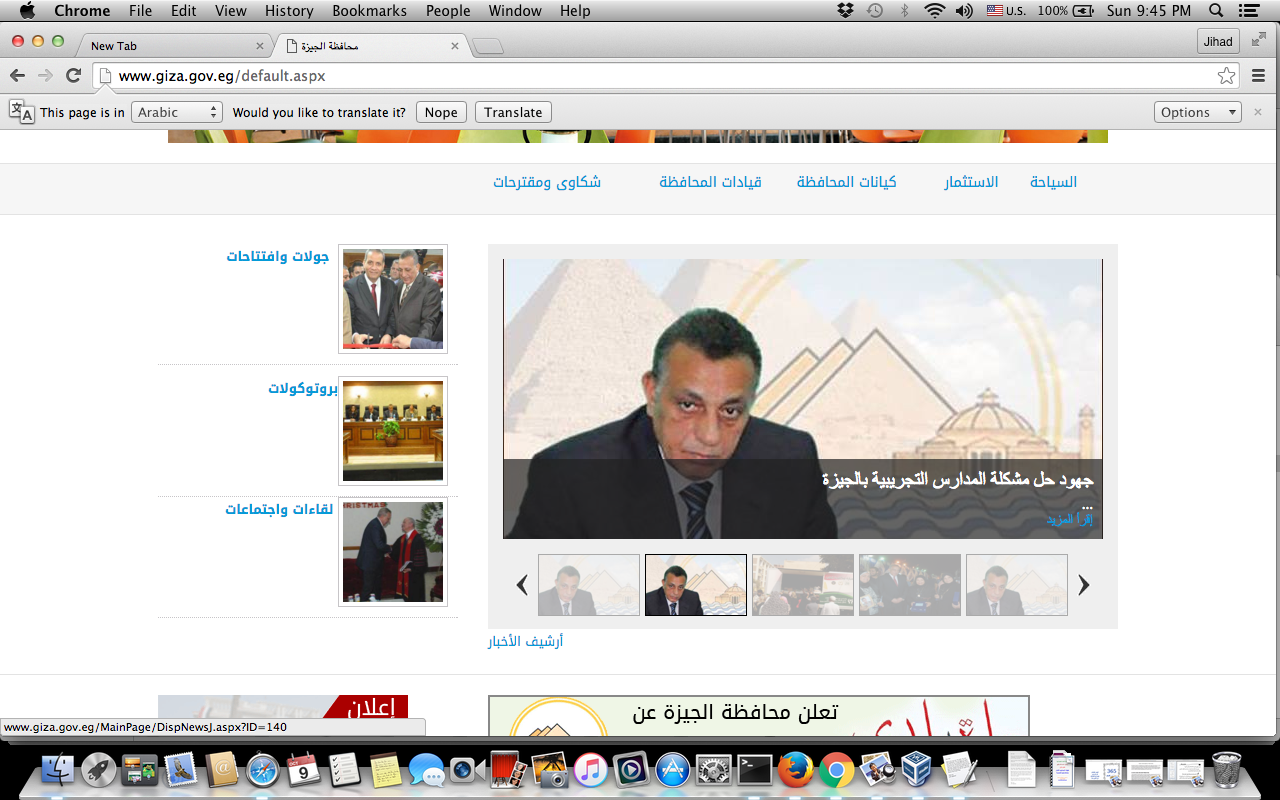 Chrome File Edit View History Bookmarks People Window Help U.S. 100% Sun 9:45 PM
New Tab
محافظة الجيزة
Jihad
www.giza.gov.eg/default.aspx
This page is in Arabic Would you like to translate it? Nope Translate Options
السياحة الاستثمار كيانات المحافظة قيادات المحافظة شكاوى ومقترحات
جهود حل مشكلة المدارس التجريبية بالجيزة
...
إقرأ المزيد
أرشيف الأخبار
جولات وافتتاحات
بروتوكولات
لقاءات واجتماعات
تعلن محافظة الجيزة عن
إعلان
www.giza.gov.eg/MainPage/DispNewsJ.aspx?ID=140
OCT
9